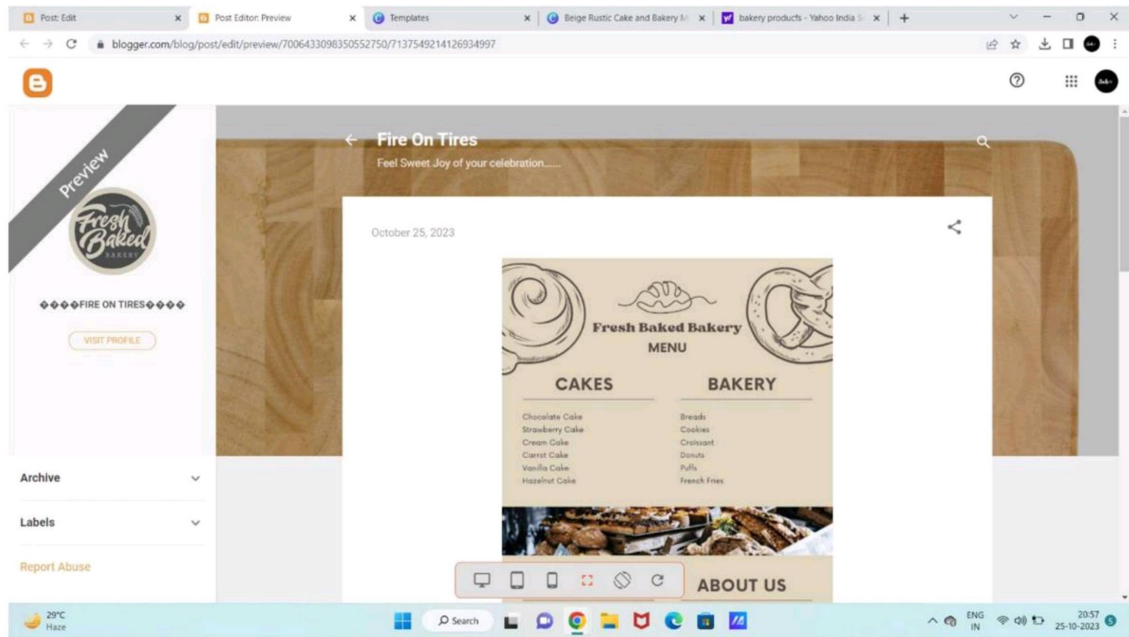 Post: Edit
Post Editor: Preview
Templates
Beige Rustic Cake and Bakery M
bakery products - Yahoo India S
blogger.com/blog/post/edit/preview/7006433098350552750/7137549214126934997
Preview
Fresh
Baked
BAKERY
����FIRE ON TIRES����
VISIT PROFILE
Archive
Labels
Report Abuse
Fire On Tires
Feel Sweet Joy of your celebration......
October 25, 2023
Fresh Baked Bakery
MENU
CAKES
Chocolate Cake
Strawberry Cake
Cream Cake
Carrot Cake
Vanilla Cake
Hazelnut Cake
BAKERY
Breads
Cookies
Croissant
Donuts
Puffs
French Fries
ABOUT US
29°C
Haze
Search
ENG
IN
20:57
25-10-2023
5